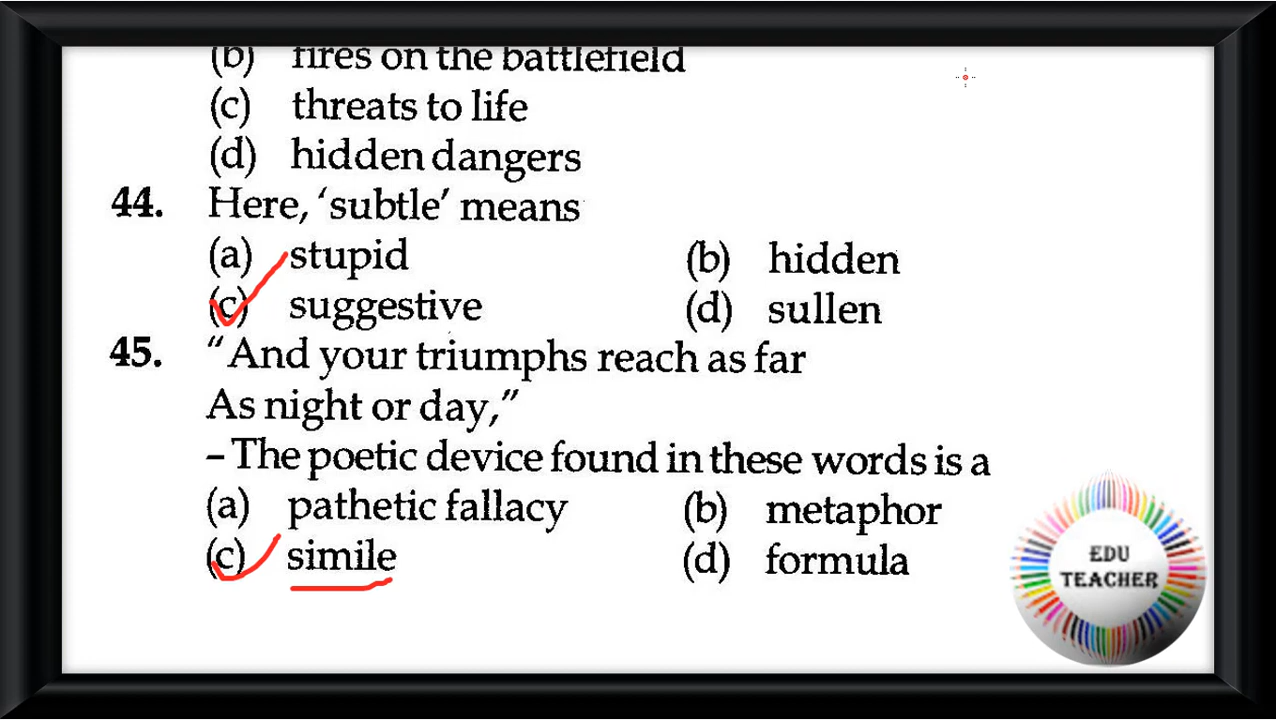 (b) fires on the battlefield
(c) threats to life
(d) hidden dangers
44. Here, ‘subtle’ means
(a) stupid (b) hidden
(c) suggestive (d) sullen
45. “And your triumphs reach as far
As night or day,”
– The poetic device found in these words is a
(a) pathetic fallacy (b) metaphor
(c) simile (d) formula
EDU
TEACHER